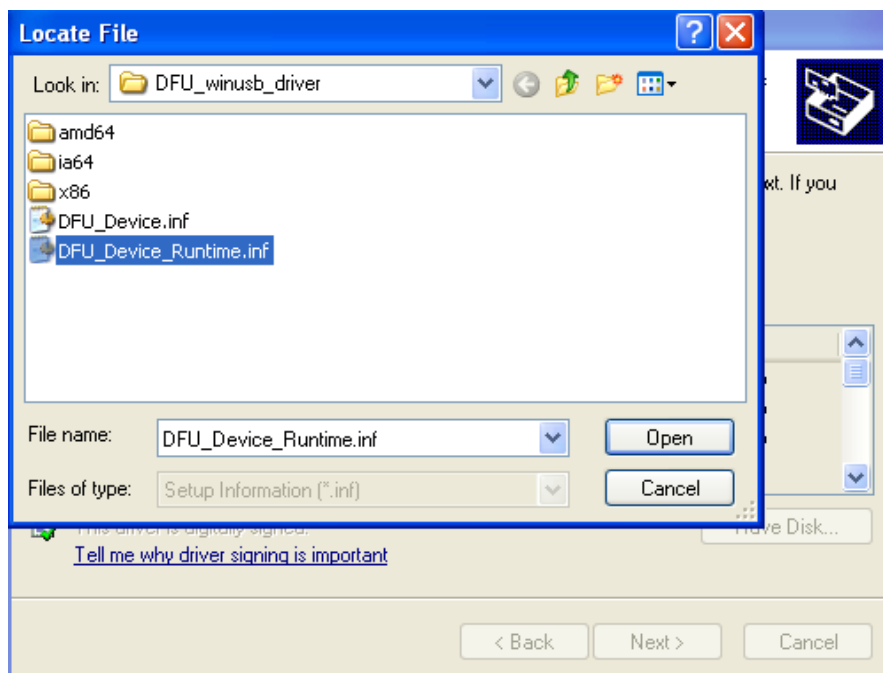 Locate File
Look in: DFU_winusb_driver
amd64
ia64
x86
DFU_Device.inf
DFU_Device_Runtime.inf
xt. If you
File name: DFU_Device_Runtime.inf Open
Files of type: Setup Information (*.inf) Cancel
This driver is digitally signed. Have Disk...
Tell me why driver signing is important
< Back Next > Cancel